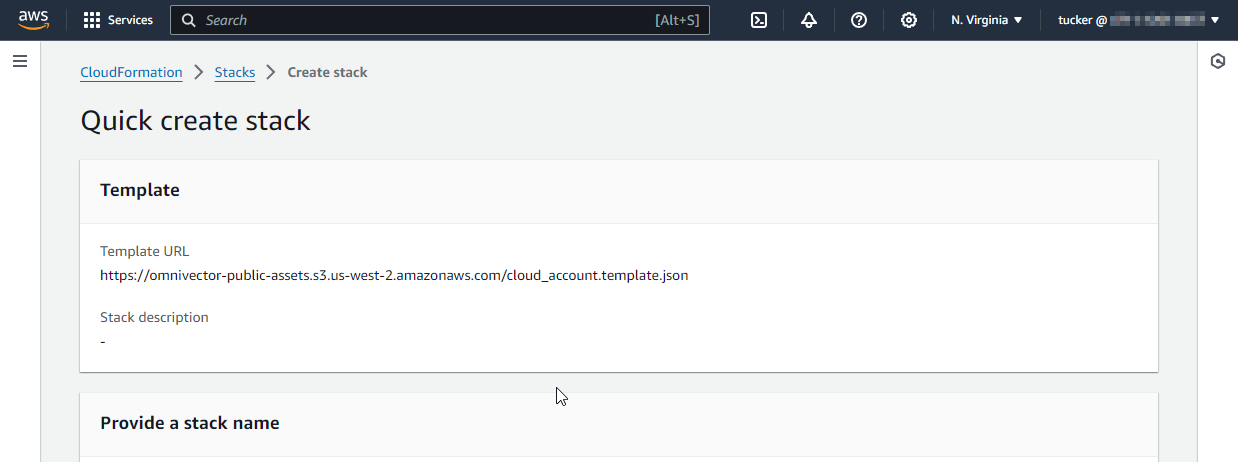 aws Services Search [Alt+S] N. Virginia tucker @
CloudFormation Stacks Create stack
Quick create stack
Template
Template URL
https://omnivector-public-assets.s3.us-west-2.amazonaws.com/cloud_account.template.json
Stack description
-
Provide a stack name